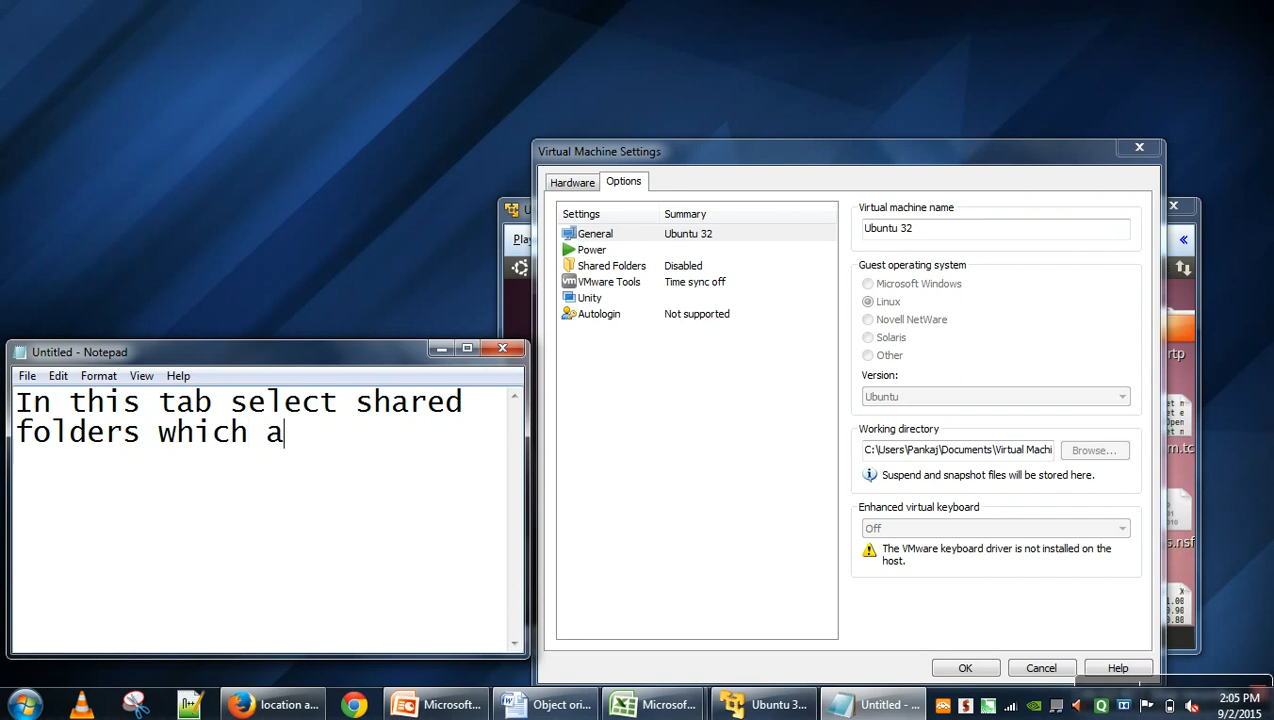 Virtual Machine Settings
Hardware
Options
Settings
Summary
General
Ubuntu 32
Power
Shared Folders
Disabled
VMware Tools
Time sync off
Unity
Autologin
Not supported
Virtual machine name
Ubuntu 32
Guest operating system
Microsoft Windows
Linux
Novell NetWare
Solaris
Other
Version:
Ubuntu
Working directory
C:\Users\Pankaj\Documents\Virtual Machi
Browse...
Suspend and snapshot files will be stored here.
Enhanced virtual keyboard
Off
The VMware keyboard driver is not installed on the
host.
OK
Cancel
Help
Untitled - Notepad
File
Edit
Format
View
Help
In this tab select shared
folders which a
location a...
Microsoft...
Object ori...
Microsoft...
Ubuntu 3...
Untitled - ...
2:05 PM
9/2/2015